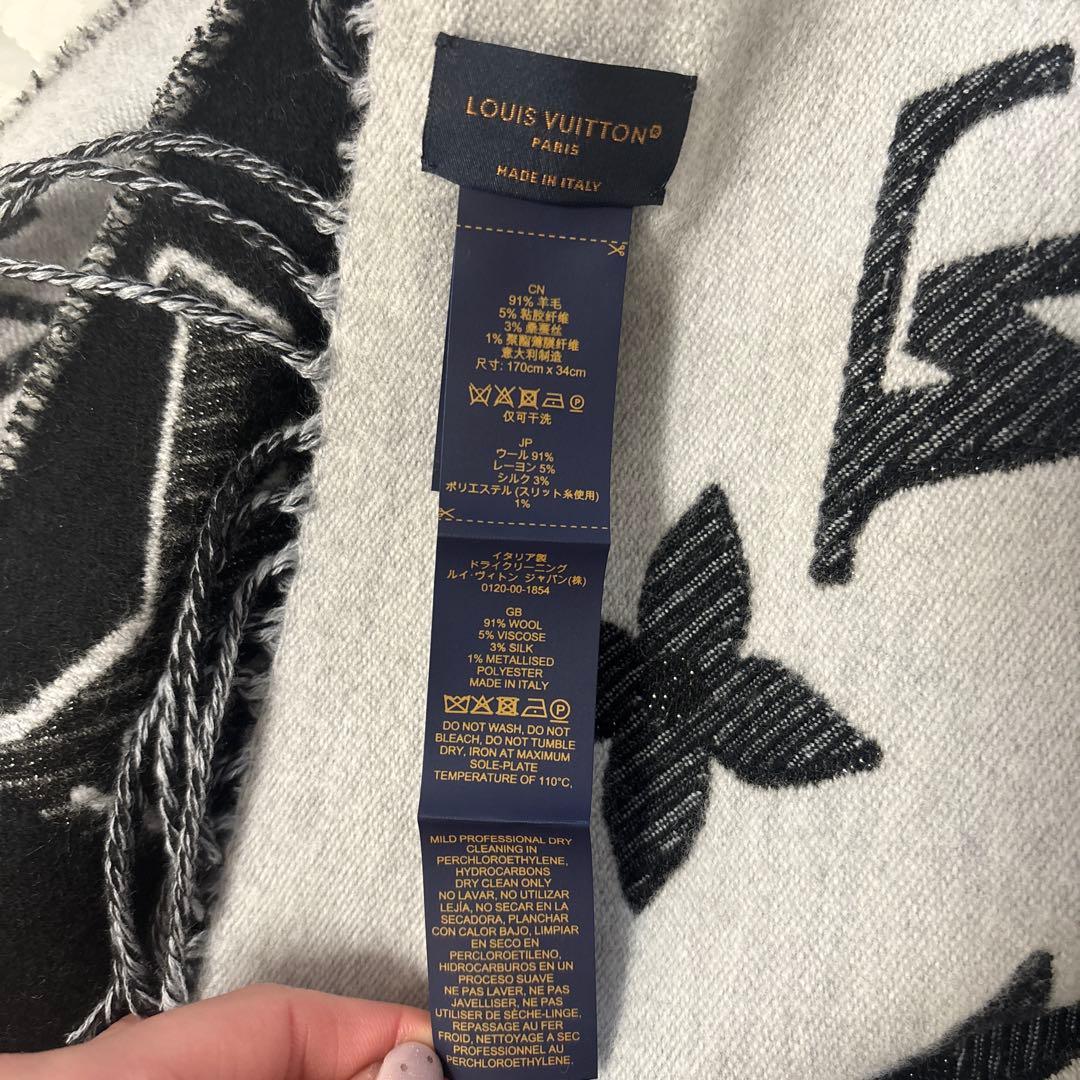 LOUIS VUITTON®
PARIS
MADE IN ITALY
CN
91% 羊毛
5% 粘胶纤维
3% 桑蚕丝
1% 聚酯薄膜纤维
意大利制造
尺寸: 170cm x 34cm
P
仅可干洗
JP
ウール 91%
レーヨン 5%
シルク 3%
ポリエステル (スリット糸使用)
1%
イタリア製
ドライクリーニング
ルイ・ヴィトン ジャパン(株)
0120-00-1854
GB
91% WOOL
5% VISCOSE
3% SILK
1% METALLISED
POLYESTER
MADE IN ITALY
P
DO NOT WASH, DO NOT
BLEACH, DO NOT TUMBLE
DRY, IRON AT MAXIMUM
SOLE-PLATE
TEMPERATURE OF 110°C,
MILD PROFESSIONAL DRY
CLEANING IN
PERCHLOROETHYLENE,
HYDROCARBONS
DRY CLEAN ONLY
NO LAVAR, NO UTILIZAR
LEJÍA, NO SECAR EN LA
SECADORA, PLANCHAR
CON CALOR BAJO, LIMPIAR
EN SECO EN
PERCLOROETILENO,
HIDROCARBUROS EN UN
PROCESO SUAVE
NE PAS LAVER, NE PAS
JAVELLISER, NE PAS
UTILISER DE SÈCHE-LINGE,
REPASSAGE AU FER
FROID, NETTOYAGE A SEC
PROFESSIONNEL AU
PERCHLOROETHYLENE.